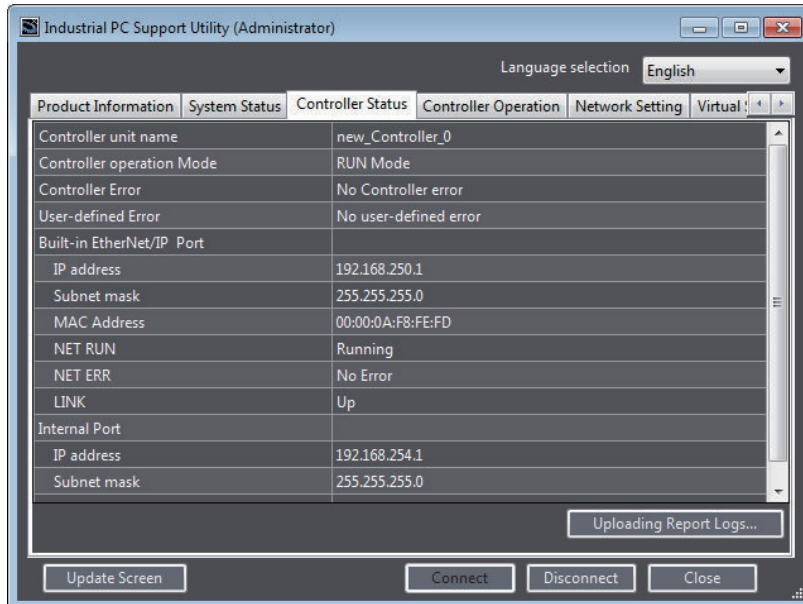 Industrial PC Support Utility (Administrator)
Language selection English
Product Information System Status Controller Status Controller Operation Network Setting Virtual
Controller unit name new_Controller_0
Controller operation Mode RUN Mode
Controller Error No Controller error
User-defined Error No user-defined error
Built-in EtherNet/IP Port
IP address 192.168.250.1
Subnet mask 255.255.255.0
MAC Address 00:00:0A:F8:FE:FD
NET RUN Running
NET ERR No Error
LINK Up
Internal Port
IP address 192.168.254.1
Subnet mask 255.255.255.0
Uploading Report Logs...
Update Screen Connect Disconnect Close